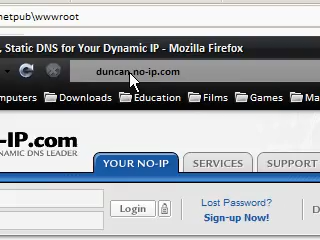 netpub\wwwroot
, Static DNS for Your Dynamic IP - Mozilla Firefox
duncan.no-ip.com
mputers Downloads Education Films Games Ma
-IP.com
NAMIC DNS LEADER
YOUR NO-IP SERVICES SUPPORT
Login
Lost Password?
Sign-up Now!
D